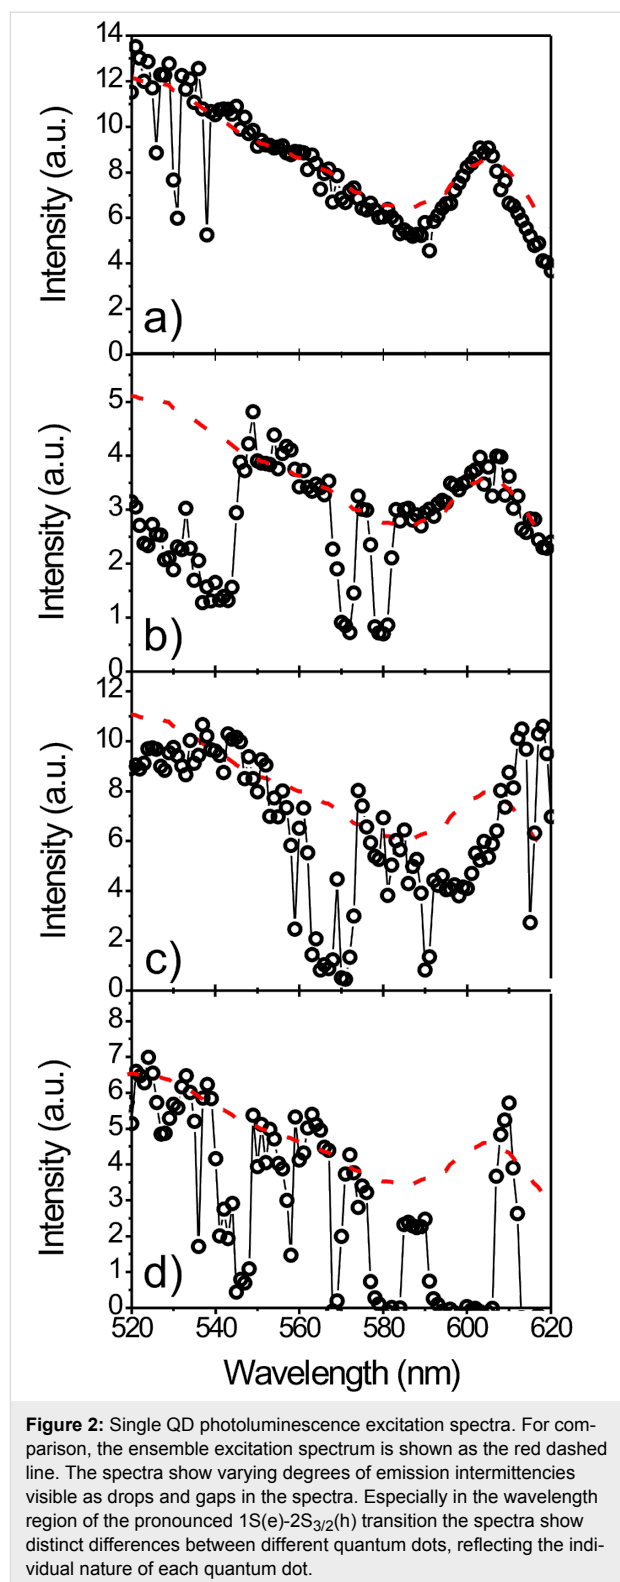 14
12
10
8
6
4
2
0
Intensity (a.u.)
a)
5
4
3
2
1
0
Intensity (a.u.)
b)
12
10
8
6
4
2
0
Intensity (a.u.)
c)
8
7
6
5
4
3
2
1
0
Intensity (a.u.)
d)
520 540 560 580 600 620
Wavelength (nm)
Figure 2: Single QD photoluminescence excitation spectra. For com-
parison, the ensemble excitation spectrum is shown as the red dashed
line. The spectra show varying degrees of emission intermittencies
visible as drops and gaps in the spectra. Especially in the wavelength
region of the pronounced 1S(e)-2S3/2(h) transition the spectra show
distinct differences between different quantum dots, reflecting the indi-
vidual nature of each quantum dot.